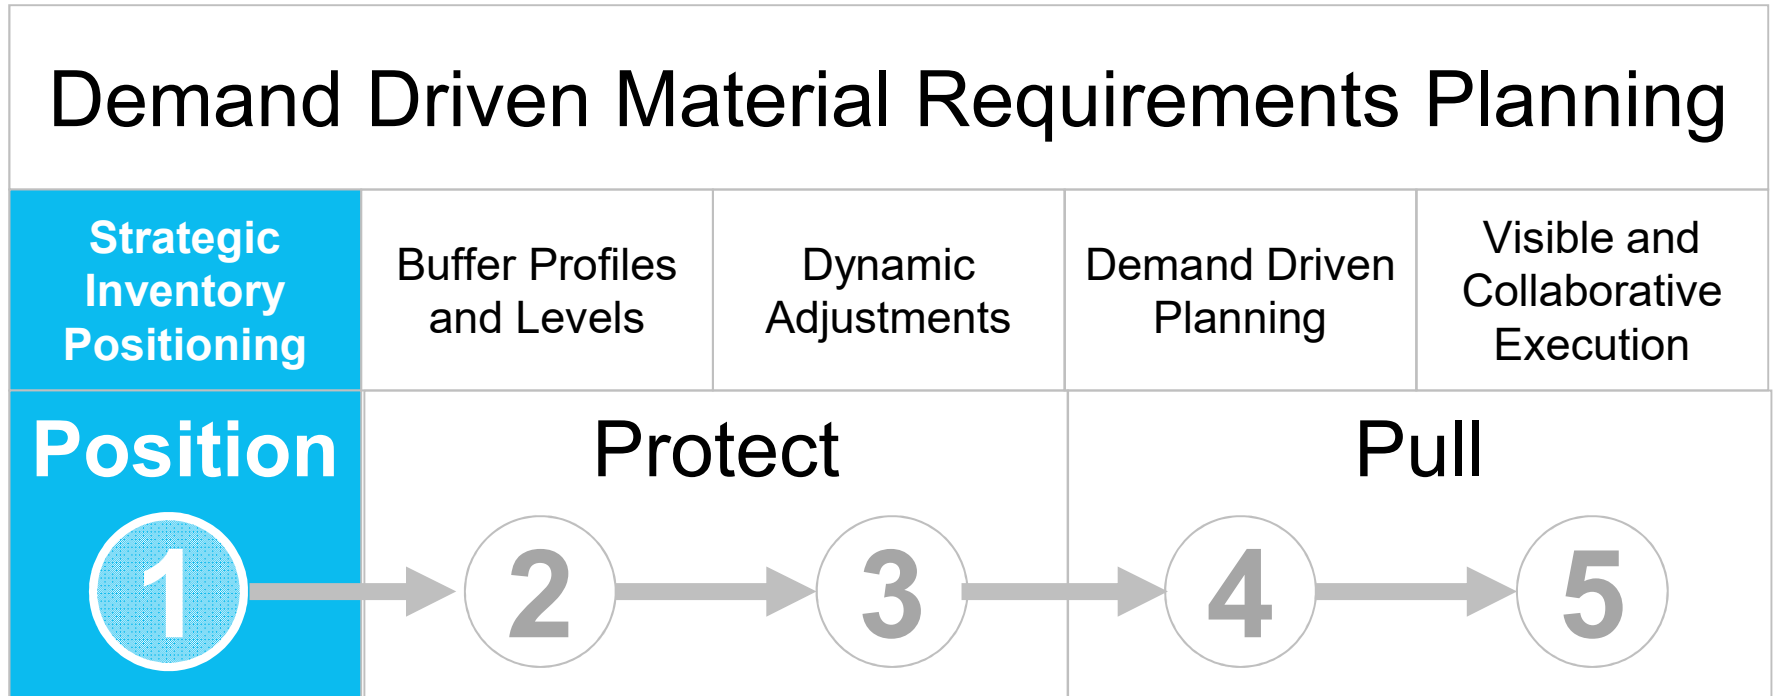 Demand Driven Material Requirements Planning
Strategic
Inventory
Positioning
Buffer Profiles
and Levels
Dynamic
Adjustments
Demand Driven
Planning
Visible and
Collaborative
Execution
Position
Protect
Pull
1
2
3
4
5